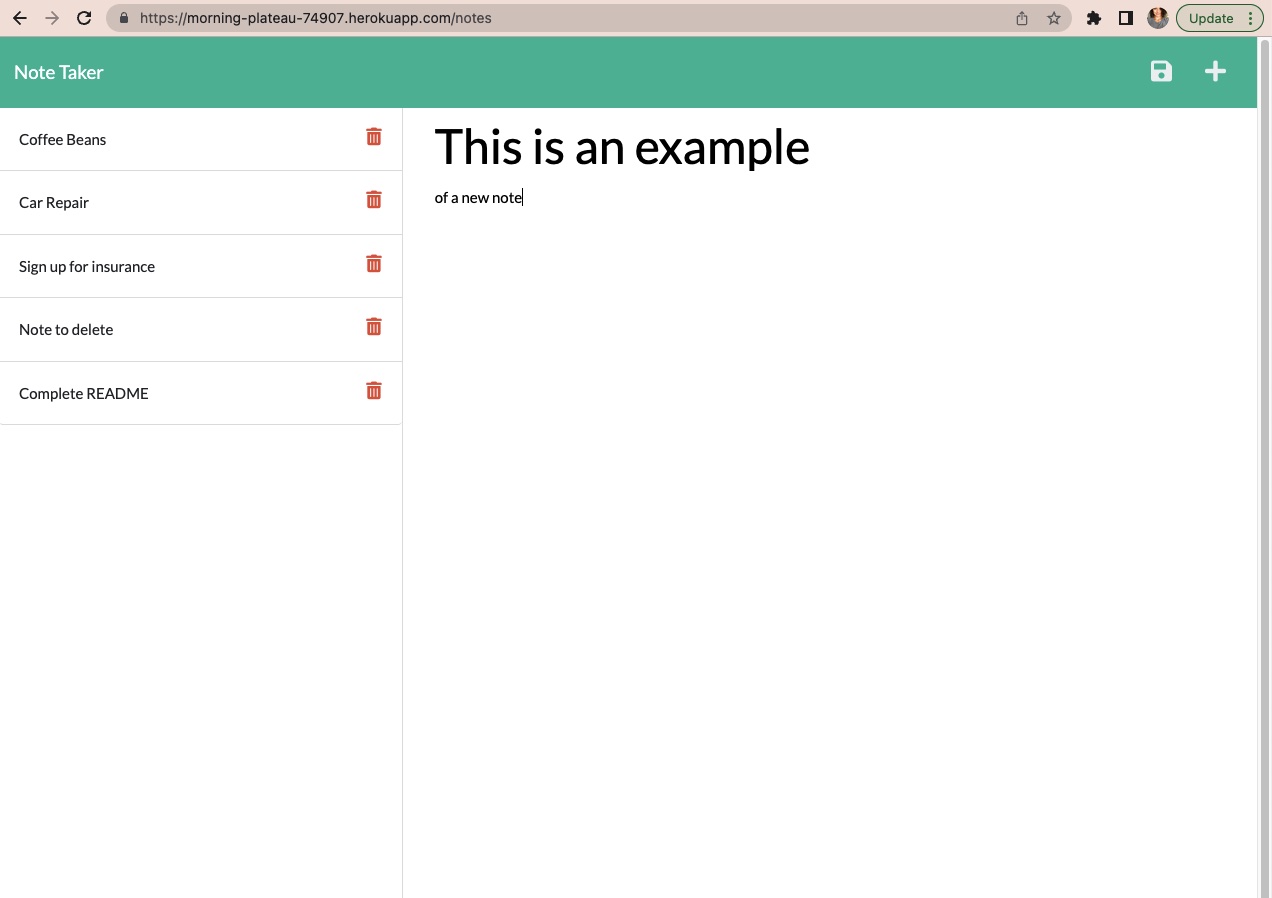 https://morning-plateau-74907.herokuapp.com/notes
Update
Note Taker
Coffee Beans
Car Repair
Sign up for insurance
Note to delete
Complete README
This is an example
of a new note